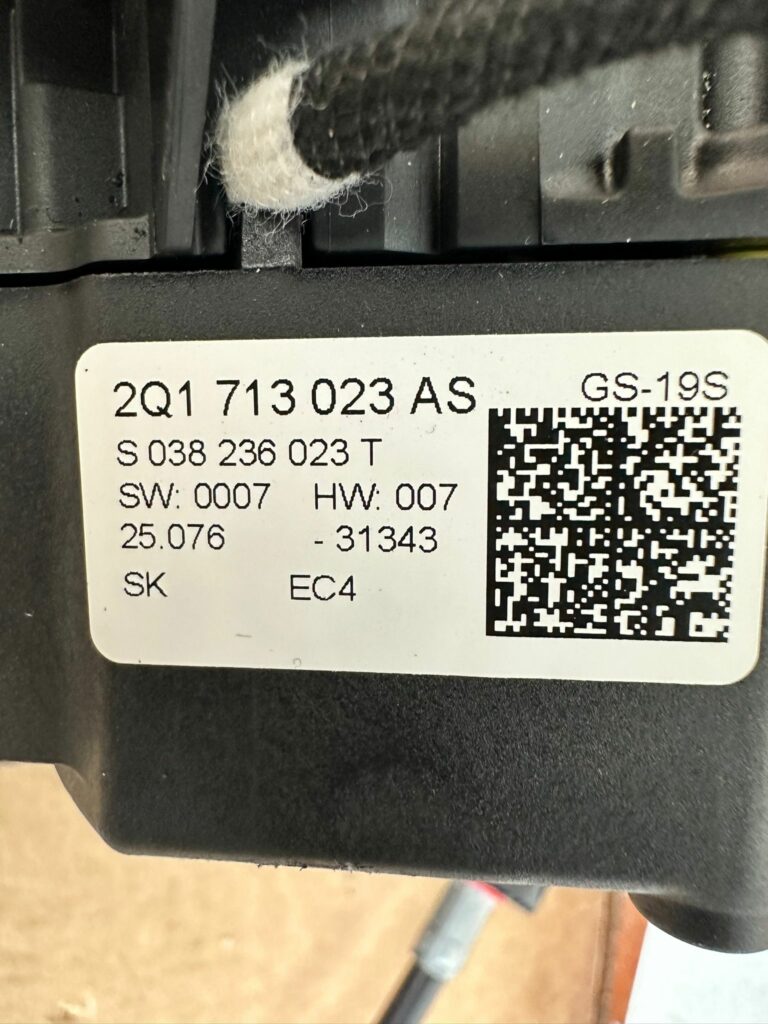 2Q1 713 023 AS
GS-19S
S 038 236 023 T
SW: 0007 HW: 007
25.076 - 31343
SK EC4